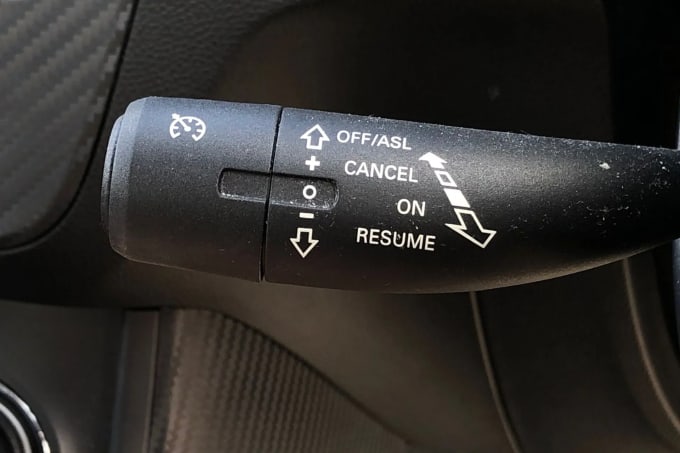 OFF/ASL
+ CANCEL
O ON
− RESUME